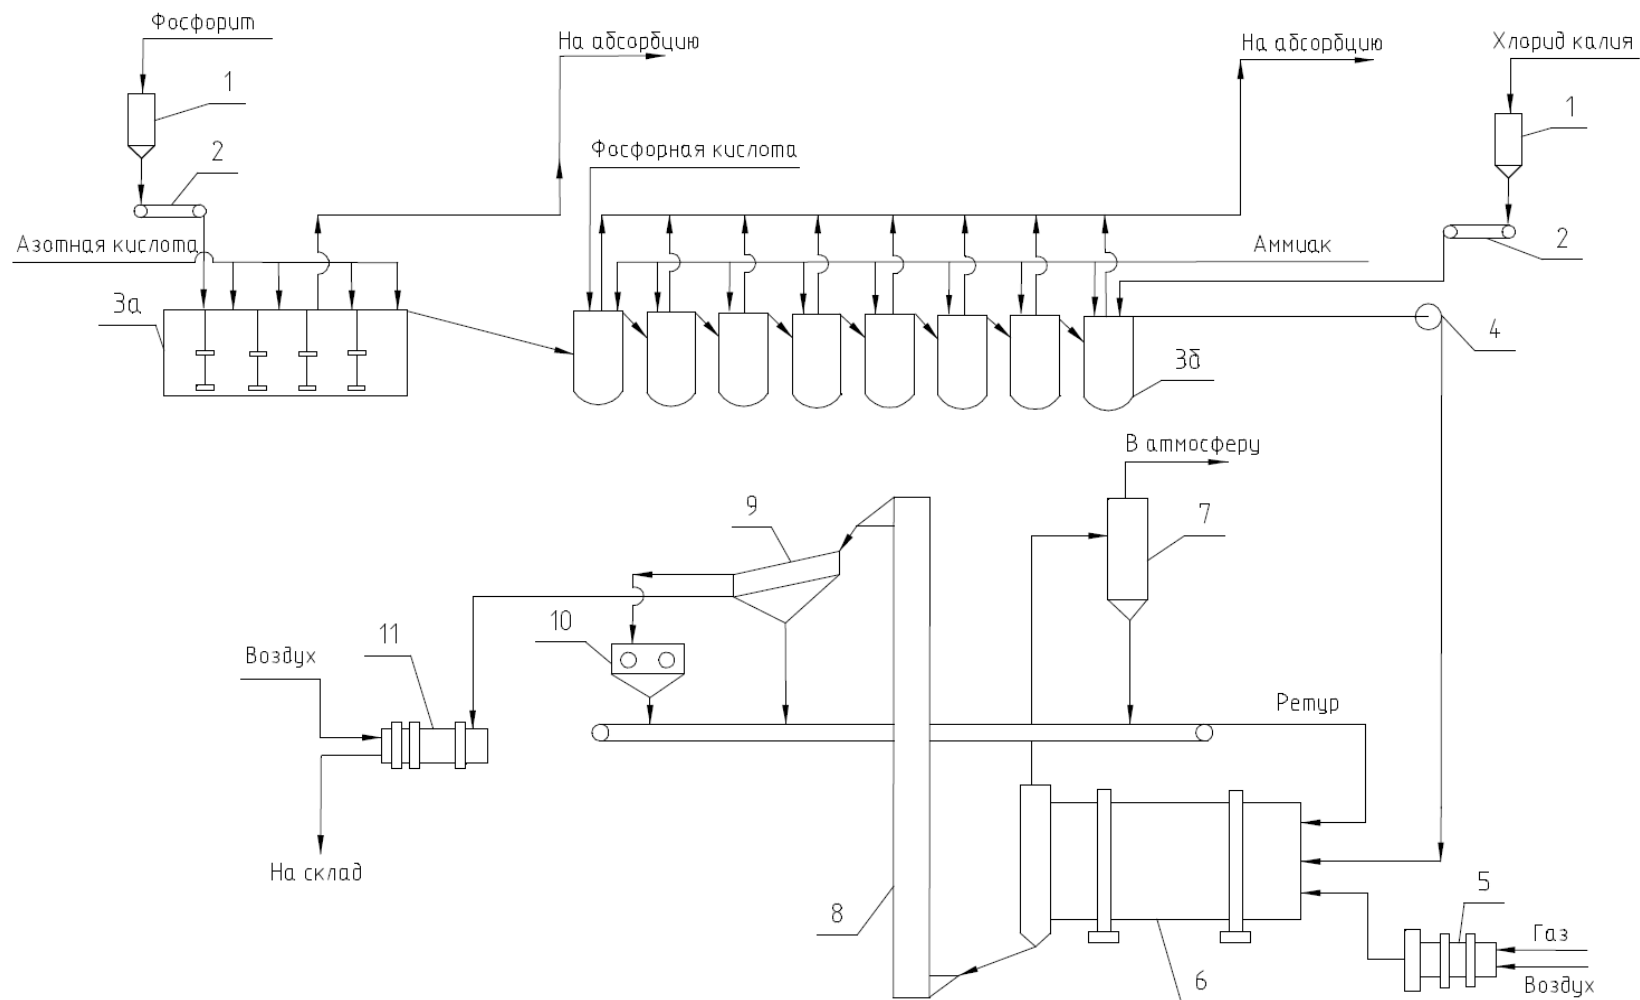 Фосфорит
На абсорбцию
На абсорбцию
Хлорид калия
1
1
2
Фосфорная кислота
Азотная кислота
Аммиак
2
3а
4
3б
В атмосферу
9
7
10
11
Воздух
Ретур
На склад
8
5
Газ
6
Воздух